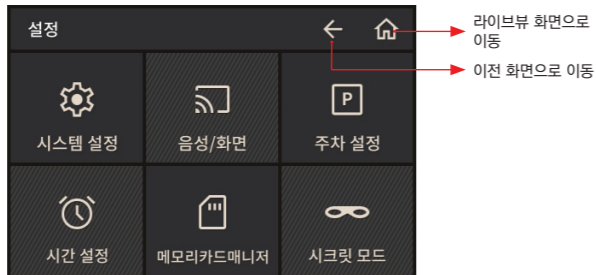 설정
라이브뷰 화면으로
이동
이전 화면으로 이동
P
시스템 설정
음성/화면
주차 설정
시간 설정
메모리카드매니저
시크릿 모드